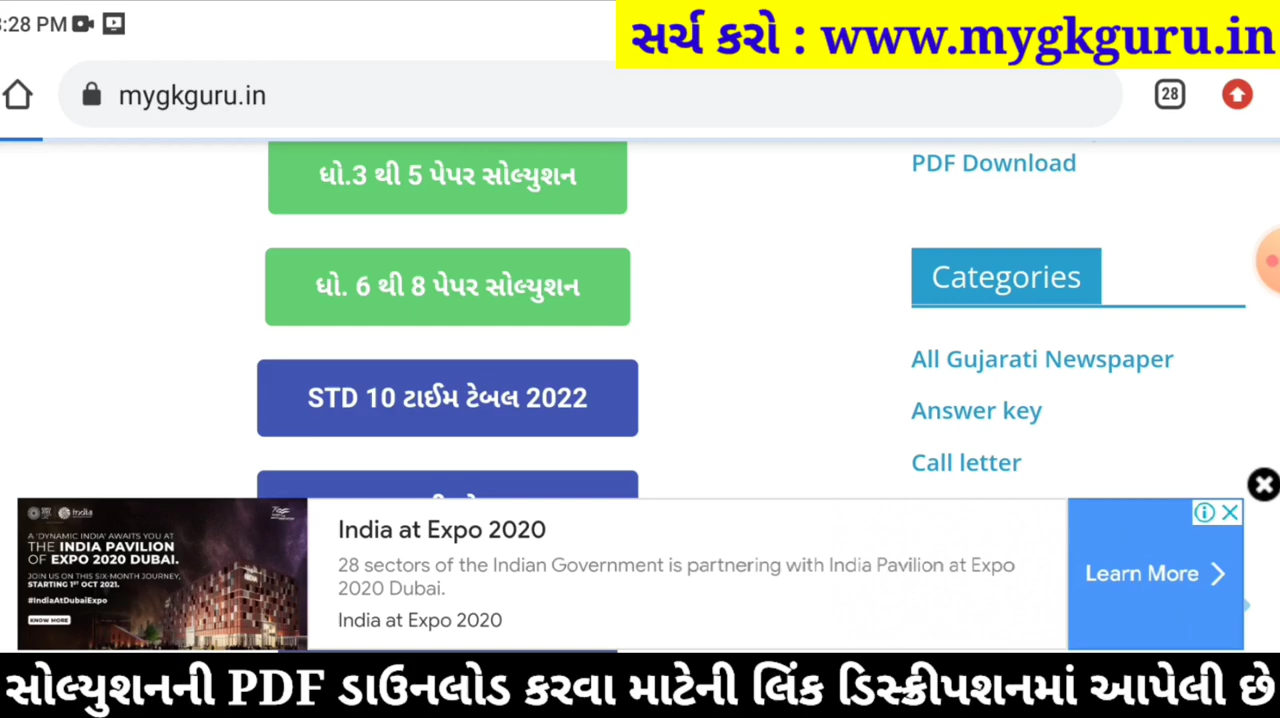 :28 PM
સર્ચ કરો : www.mygkguru.in
mygkguru.in
28
ધો.3 થી 5 પેપર સોલ્યુશન
PDF Download
ધો. 6 થી 8 પેપર સોલ્યુશન
Categories
STD 10 ટાઈમ ટેબલ 2022
All Gujarati Newspaper
Answer key
Call letter
A 'DYNAMIC INDIA' AWAITS YOU AT
THE INDIA PAVILION
OF EXPO 2020 DUBAI.
JOIN US ON THIS SIX-MONTH JOURNEY,
STARTING 1ST OCT 2021.
#IndiaAtDubaiExpo
KNOW MORE
India at Expo 2020
28 sectors of the Indian Government is partnering with India Pavilion at Expo
2020 Dubai.
India at Expo 2020
Learn More
સોલ્યુશનની PDF ડાઉનલોડ કરવા માટેની લિંક ડિસ્ક્રીપશનમાં આપેલી છે